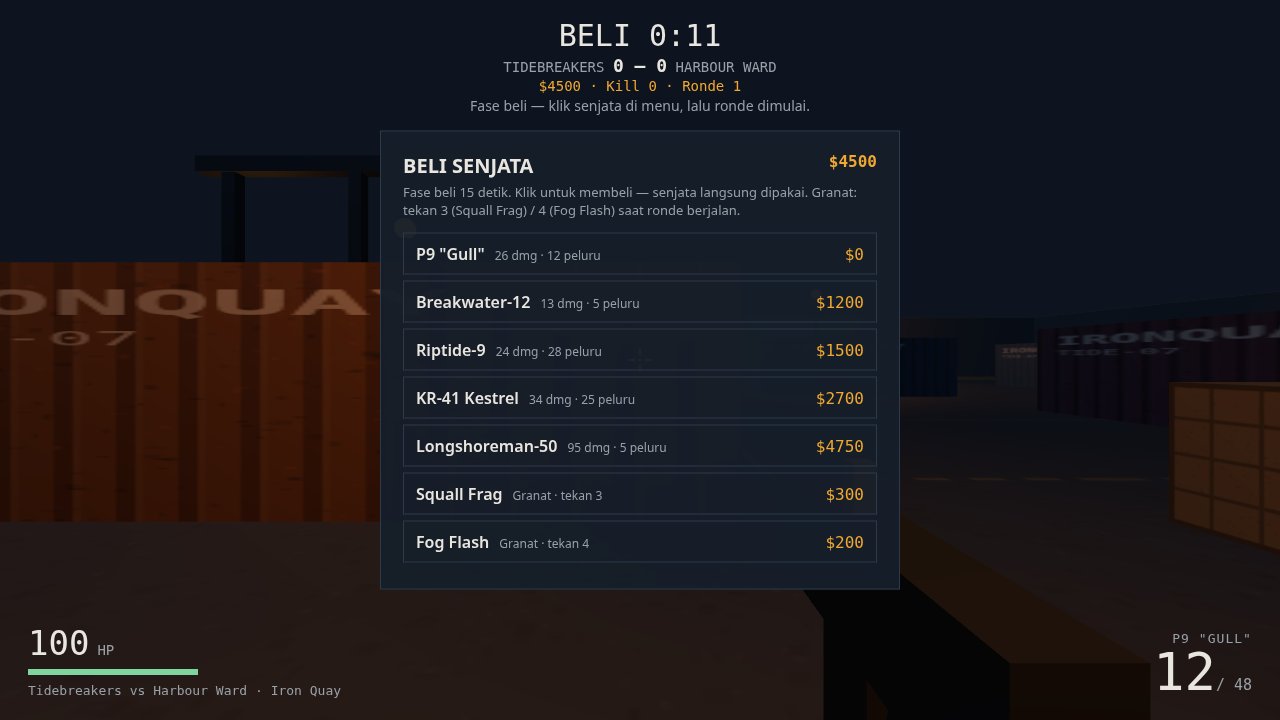 BELI 0:11
TIDEBREAKERS 0 — 0 HARBOUR WARD
$4500 · Kill 0 · Ronde 1
Fase beli — klik senjata di menu, lalu ronde dimulai.
BELI SENJATA $4500
Fase beli 15 detik. Klik untuk membeli — senjata langsung dipakai. Granat:
tekan 3 (Squall Frag) / 4 (Fog Flash) saat ronde berjalan.
P9 "Gull" 26 dmg · 12 peluru $0
Breakwater-12 13 dmg · 5 peluru $1200
Riptide-9 24 dmg · 28 peluru $1500
KR-41 Kestrel 34 dmg · 25 peluru $2700
Longshoreman-50 95 dmg · 5 peluru $4750
Squall Frag Granat · tekan 3 $300
Fog Flash Granat · tekan 4 $200
ONQUA
-07
IRON
IRONQUA
TIDE-07
100 HP
Tidebreakers vs Harbour Ward · Iron Quay
P9 "GULL"
12 / 48